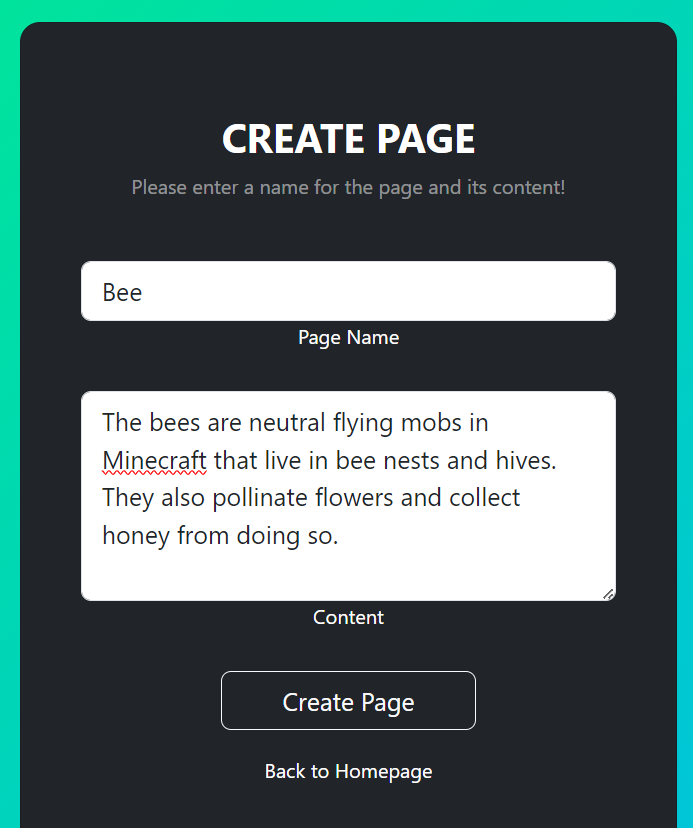 CREATE PAGE
Please enter a name for the page and its content!
Bee
Page Name
The bees are neutral flying mobs in
Minecraft that live in bee nests and hives.
They also pollinate flowers and collect
honey from doing so.
Content
Create Page
Back to Homepage